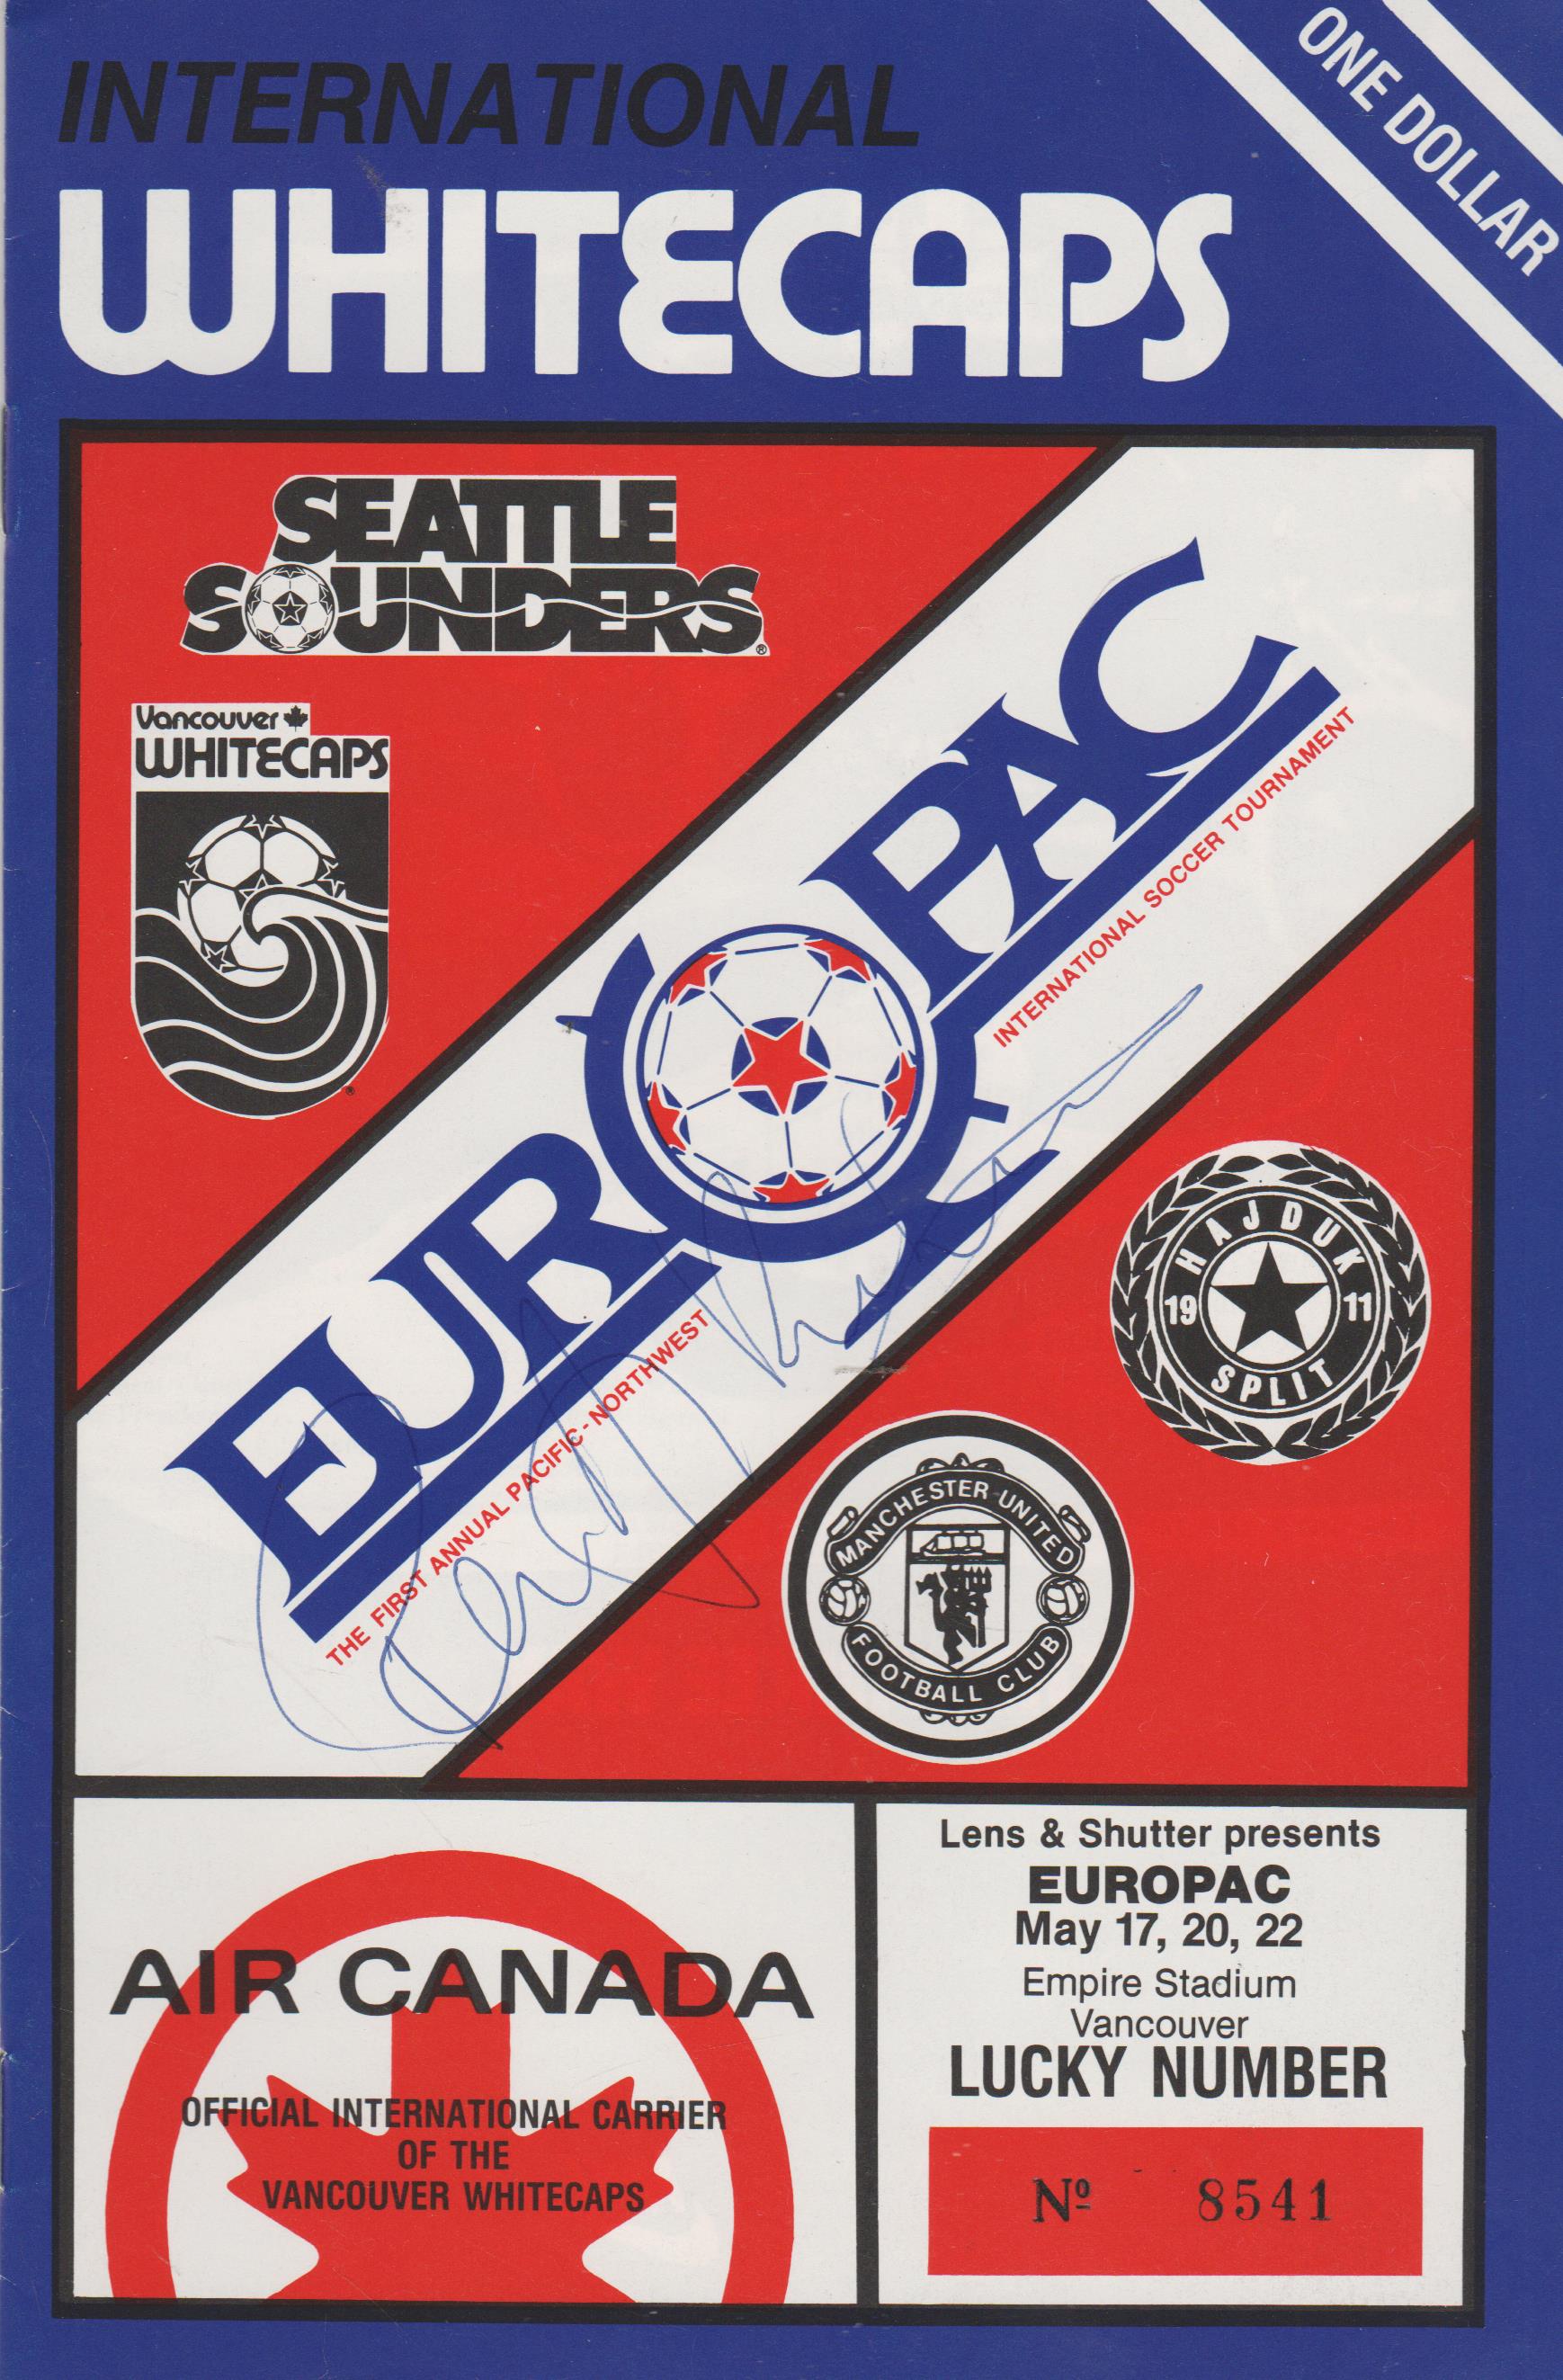 ONE DOLLAR
INTERNATIONAL
WHITECAPS
SEATTLE
SOUNDERS
®
Vancouver
WHITECAPS
®
EUROPAC
THE FIRST ANNUAL PACIFIC-NORTHWEST
INTERNATIONAL SOCCER TOURNAMENT
HAJDUK
19 11
SPLIT
MANCHESTER UNITED
FOOTBALL CLUB
AIR CANADA
OFFICIAL INTERNATIONAL CARRIER
OF THE
VANCOUVER WHITECAPS
Lens & Shutter presents
EUROPAC
May 17, 20, 22
Empire Stadium
Vancouver
LUCKY NUMBER
Nº 8541